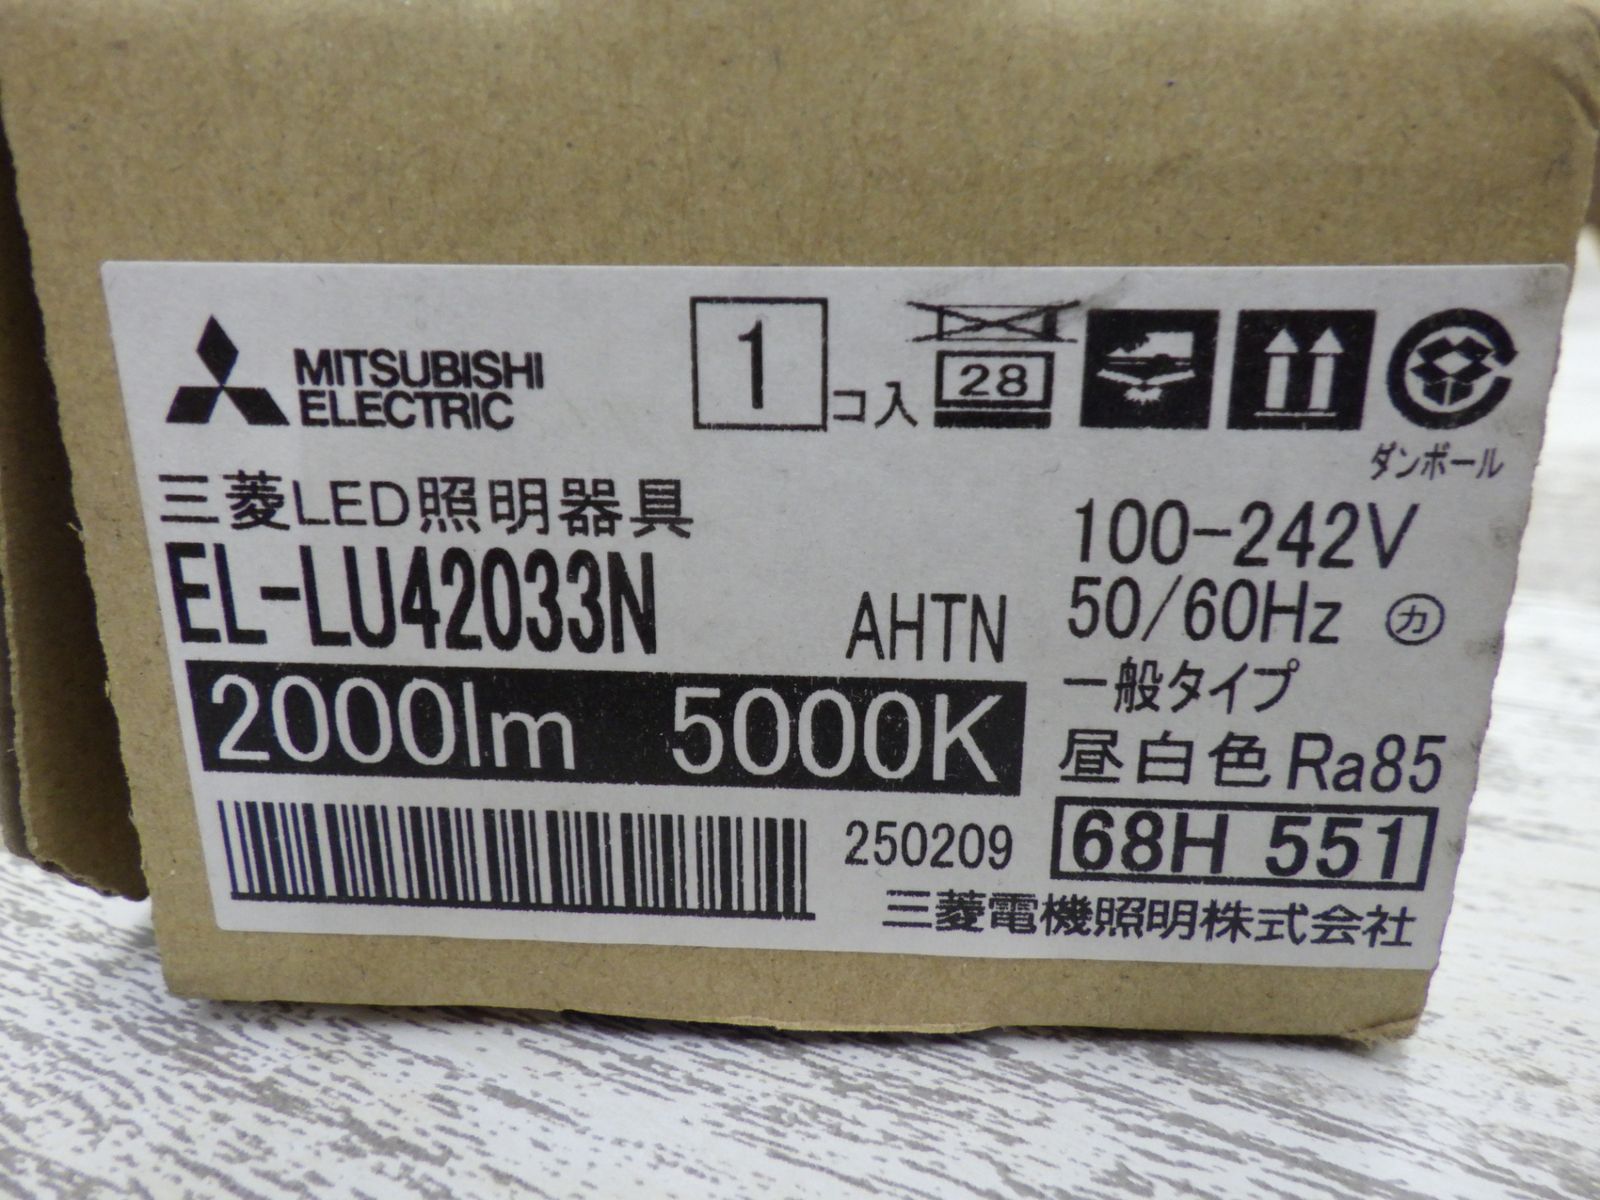 MITSUBISHI
ELECTRIC
1 コ入
28
ダンボール
三菱LED照明器具
EL-LU42033N AHTN
2000lm 5000K
100-242V
50/60Hz カ
一般タイプ
昼白色 Ra85
68H 551
250209
三菱電機照明株式会社